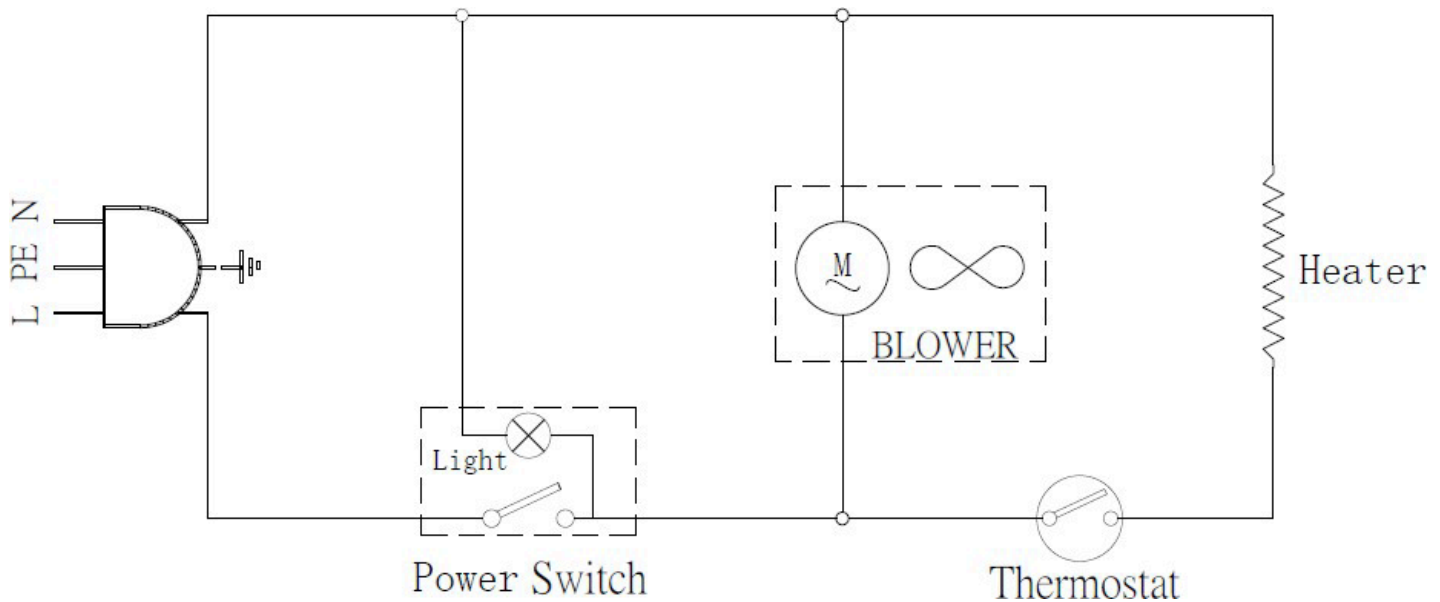 N
PE
L
M
BLOWER
Heater
Light
Power Switch
Thermostat